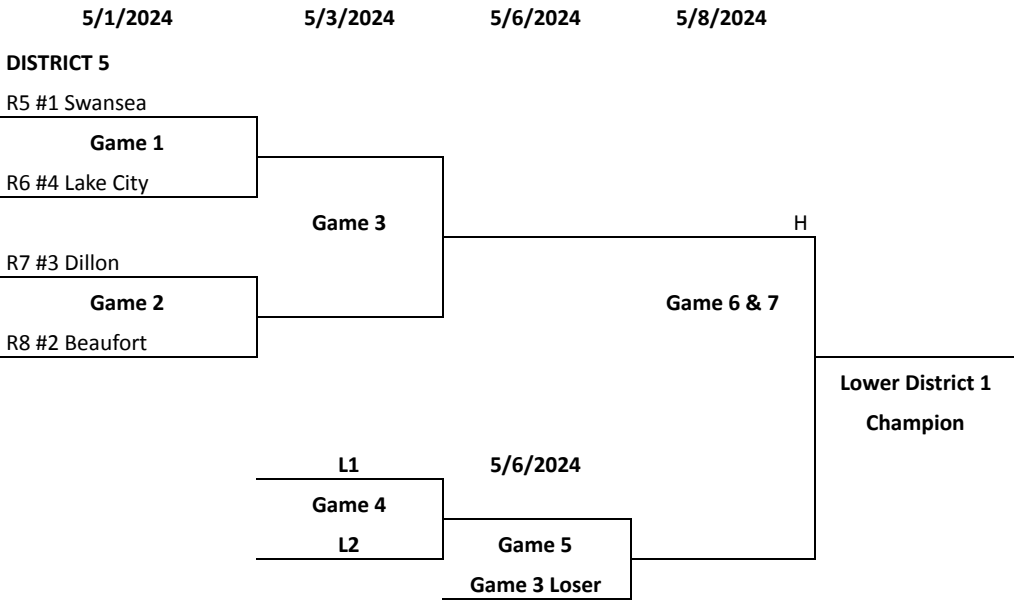 5/1/2024 5/3/2024 5/6/2024 5/8/2024
DISTRICT 5
R5 #1 Swansea
Game 1
R6 #4 Lake City
Game 3 H
R7 #3 Dillon
Game 2 Game 6 & 7
R8 #2 Beaufort
Lower District 1
Champion
L1 5/6/2024
Game 4
L2 Game 5
Game 3 Loser